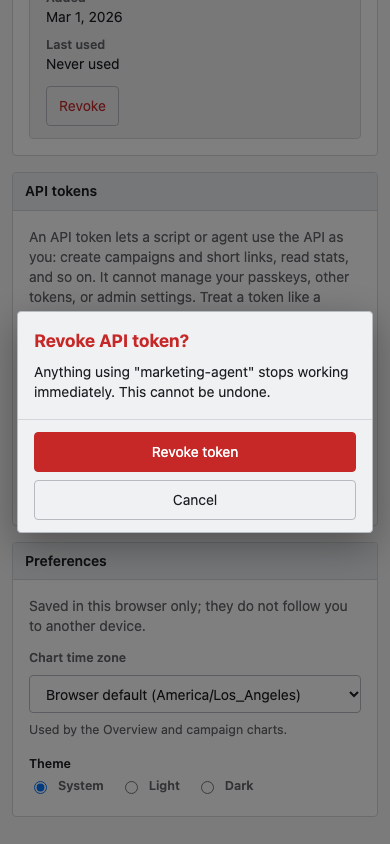 Added
Mar 1, 2026
Last used
Never used
Revoke
API tokens
An API token lets a script or agent use the API as
you: create campaigns and short links, read stats,
and so on. It cannot manage your passkeys, other
tokens, or admin settings. Treat a token like a
Revoke API token?
Anything using "marketing-agent" stops working
immediately. This cannot be undone.
Revoke token
Cancel
Preferences
Saved in this browser only; they do not follow you
to another device.
Chart time zone
Browser default (America/Los_Angeles)
Used by the Overview and campaign charts.
Theme
System
Light
Dark